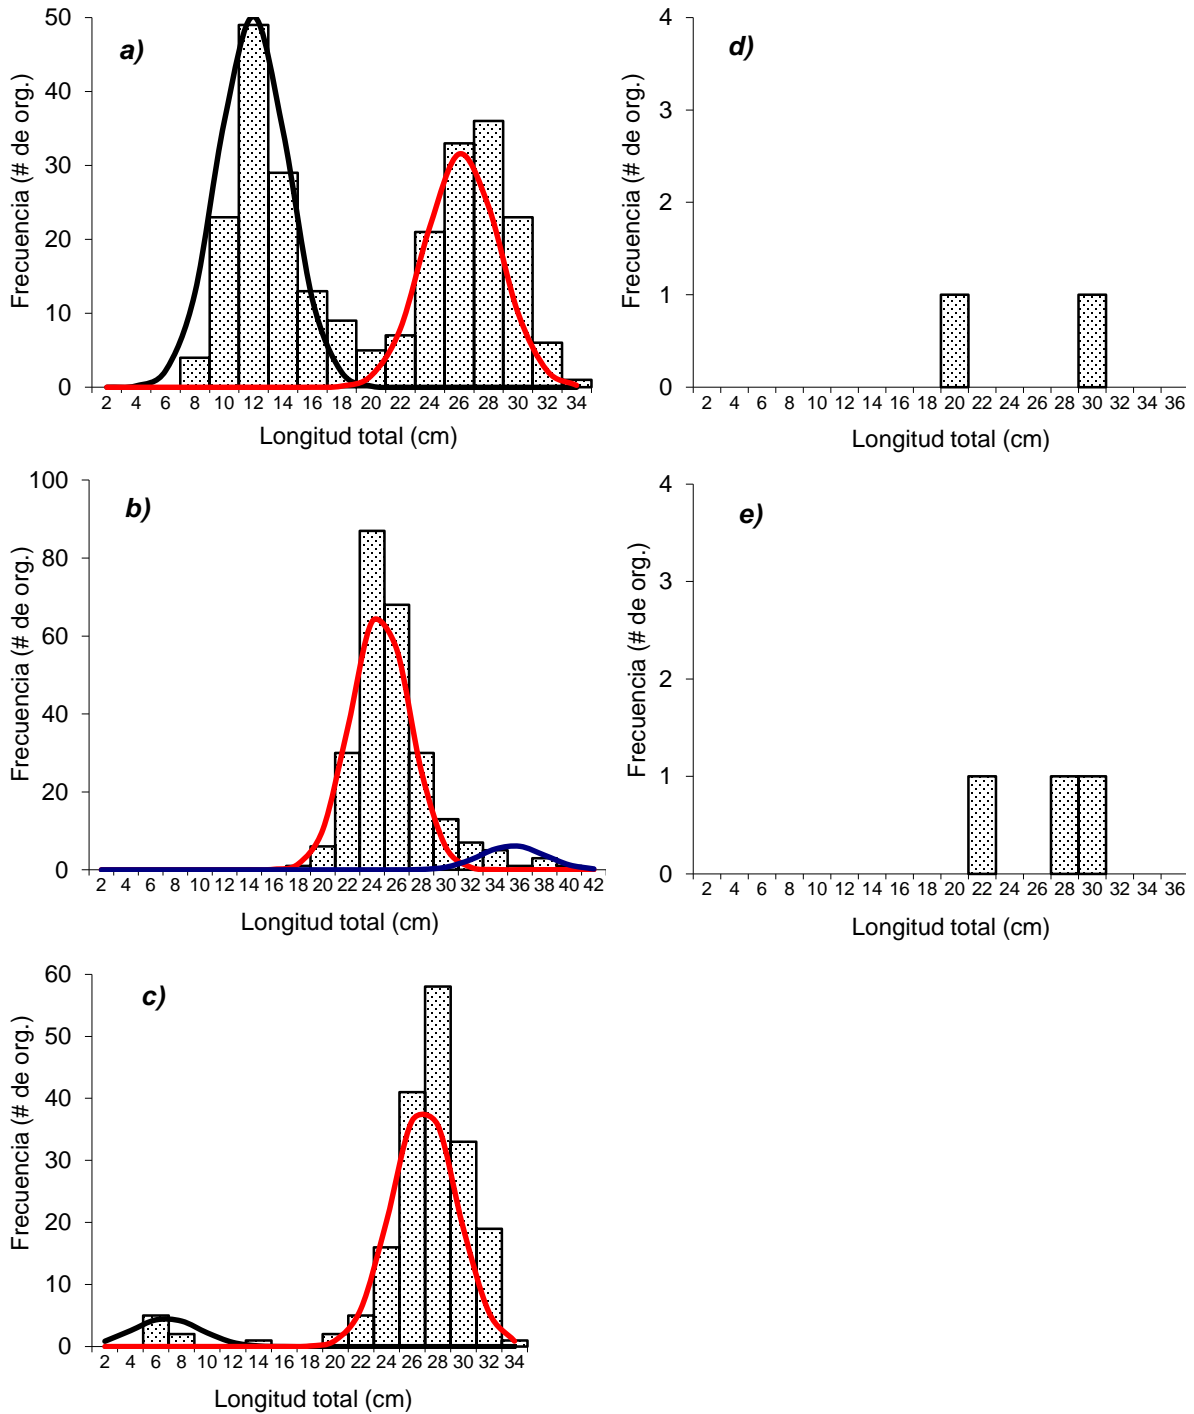 a)
Frecuencia (# de org.)
50
40
30
20
10
0
2 4 6 8 10 12 14 16 18 20 22 24 26 28 30 32 34
Longitud total (cm)
d)
Frecuencia (# de org.)
4
3
2
1
0
2 4 6 8 10 12 14 16 18 20 22 24 26 28 30 32 34 36
Longitud total (cm)
b)
Frecuencia (# de org.)
100
80
60
40
20
0
2 4 6 8 10 12 14 16 18 20 22 24 26 28 30 32 34 36 38 40 42
Longitud total (cm)
e)
Frecuencia (# de org.)
4
3
2
1
0
2 4 6 8 10 12 14 16 18 20 22 24 26 28 30 32 34 36
Longitud total (cm)
c)
Frecuencia (# de org.)
60
50
40
30
20
10
0
2 4 6 8 10 12 14 16 18 20 22 24 26 28 30 32 34
Longitud total (cm)